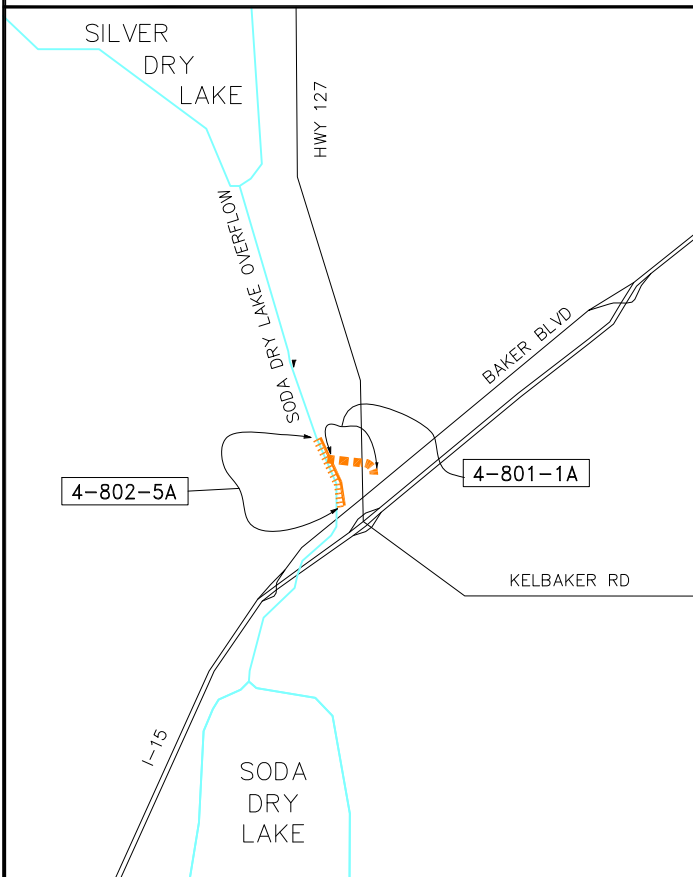 SILVER
DRY
LAKE
HWY 127
SODA DRY LAKE OVERFLOW
BAKER BLVD
4-802-5A
4-801-1A
KELBAKER RD
I-15
SODA
DRY
LAKE